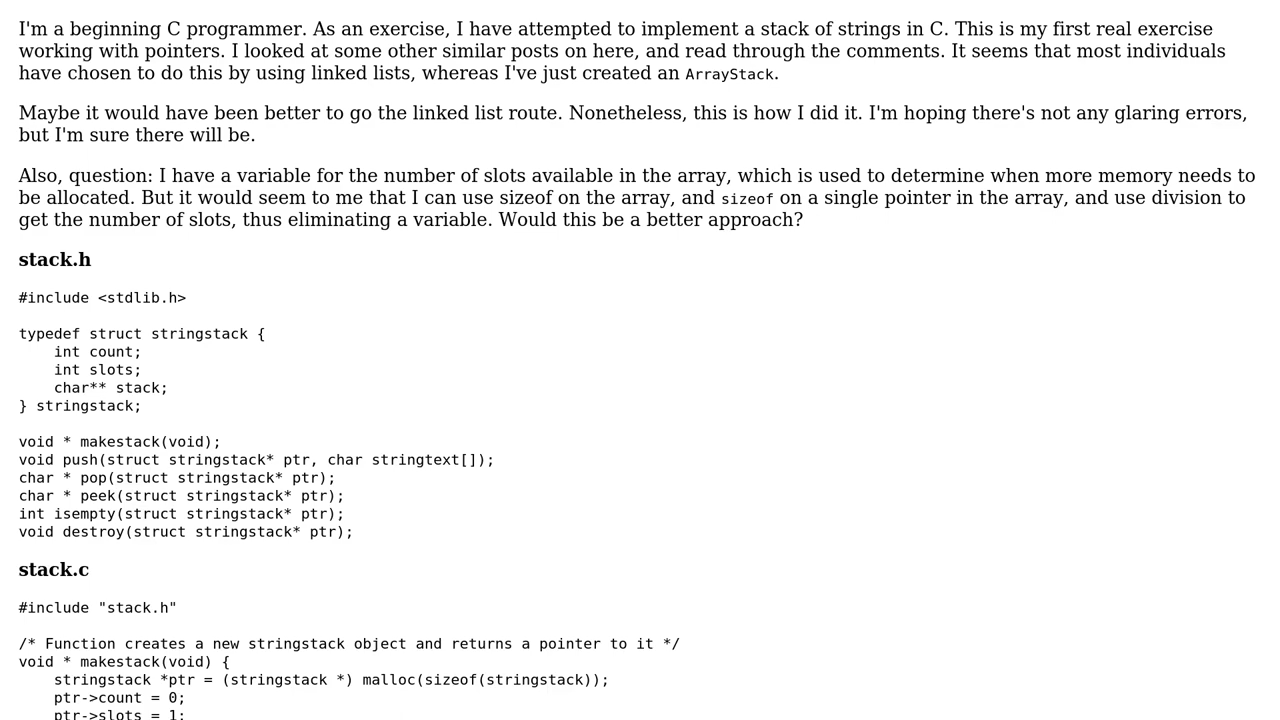 I'm a beginning C programmer. As an exercise, I have attempted to implement a stack of strings in C. This is my first real exercise
working with pointers. I looked at some other similar posts on here, and read through the comments. It seems that most individuals
have chosen to do this by using linked lists, whereas I've just created an ArrayStack.
Maybe it would have been better to go the linked list route. Nonetheless, this is how I did it. I'm hoping there's not any glaring errors,
but I'm sure there will be.
Also, question: I have a variable for the number of slots available in the array, which is used to determine when more memory needs to
be allocated. But it would seem to me that I can use sizeof on the array, and sizeof on a single pointer in the array, and use division to
get the number of slots, thus eliminating a variable. Would this be a better approach?
stack.h
#include <stdlib.h>
typedef struct stringstack {
    int count;
    int slots;
    char** stack;
} stringstack;
void * makestack(void);
void push(struct stringstack* ptr, char stringtext[]);
char * pop(struct stringstack* ptr);
char * peek(struct stringstack* ptr);
int isempty(struct stringstack* ptr);
void destroy(struct stringstack* ptr);
stack.c
#include "stack.h"
/* Function creates a new stringstack object and returns a pointer to it */
void * makestack(void) {
    stringstack *ptr = (stringstack *) malloc(sizeof(stringstack));
    ptr->count = 0;
    ptr->slots = 1;